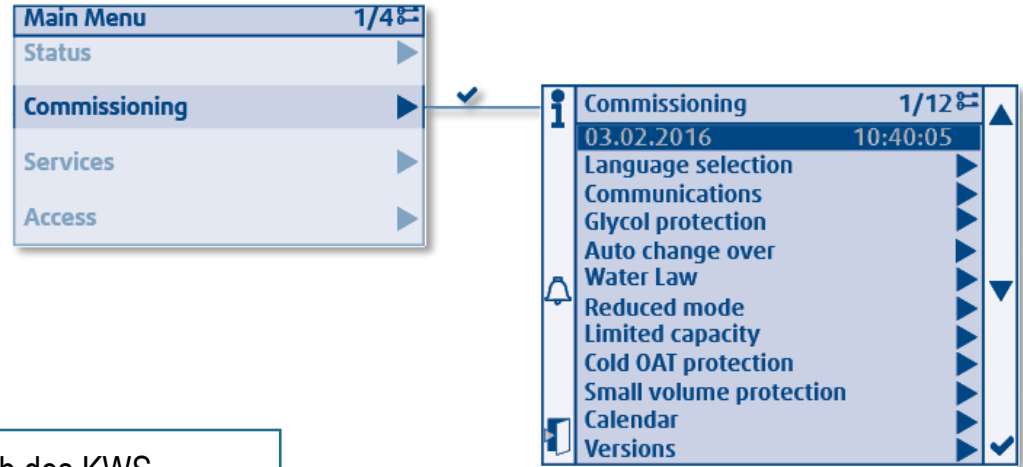 Main Menu 1/4
Status
Commissioning
Services
Access
Commissioning 1/12
03.02.2016 10:40:05
Language selection
Communications
Glycol protection
Auto change over
Water Law
Reduced mode
Limited capacity
Cold OAT protection
Small volume protection
Calendar
Versions
des KWS